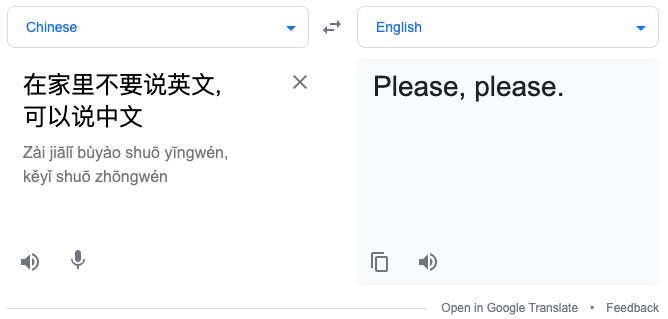 Chinese
English
在家里不要说英文,
可以说中文
Zài jiālǐ bùyào shuō yīngwén,
kěyǐ shuō zhōngwén
Please, please.
Open in Google Translate • Feedback